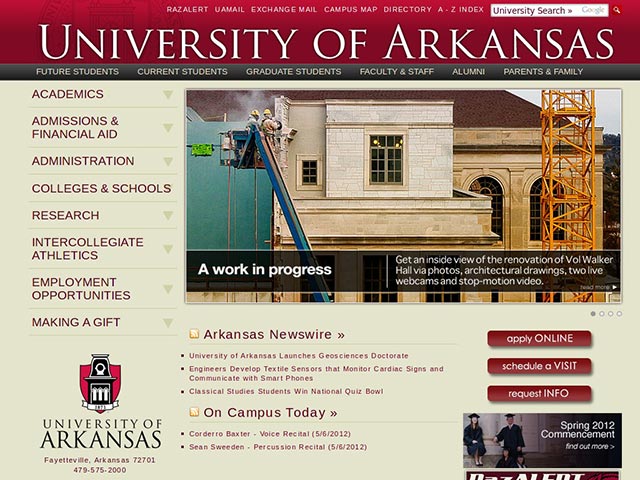 RAZALERT UAMAIL EXCHANGE MAIL CAMPUS MAP DIRECTORY A - Z INDEX University Search » Google
UNIVERSITY OF ARKANSAS
FUTURE STUDENTS CURRENT STUDENTS GRADUATE STUDENTS FACULTY & STAFF ALUMNI PARENTS & FAMILY
ACADEMICS
ADMISSIONS &
FINANCIAL AID
ADMINISTRATION
COLLEGES & SCHOOLS
RESEARCH
INTERCOLLEGIATE
ATHLETICS
EMPLOYMENT
OPPORTUNITIES
MAKING A GIFT
1871
UNIVERSITY OF
ARKANSAS
Fayetteville, Arkansas 72701
479-575-2000
A work in progress
Get an inside view of the renovation of Vol Walker
Hall via photos, architectural drawings, two live
webcams and stop-motion video.
read more ►
Arkansas Newswire »
University of Arkansas Launches Geosciences Doctorate
Engineers Develop Textile Sensors that Monitor Cardiac Signs and
Communicate with Smart Phones
Classical Studies Students Win National Quiz Bowl
On Campus Today »
Corderro Baxter - Voice Recital (5/6/2012)
Sean Sweeden - Percussion Recital (5/6/2012)
apply ONLINE
schedule a VISIT
request INFO
Spring 2012
Commencement
find out more >
RazALERT